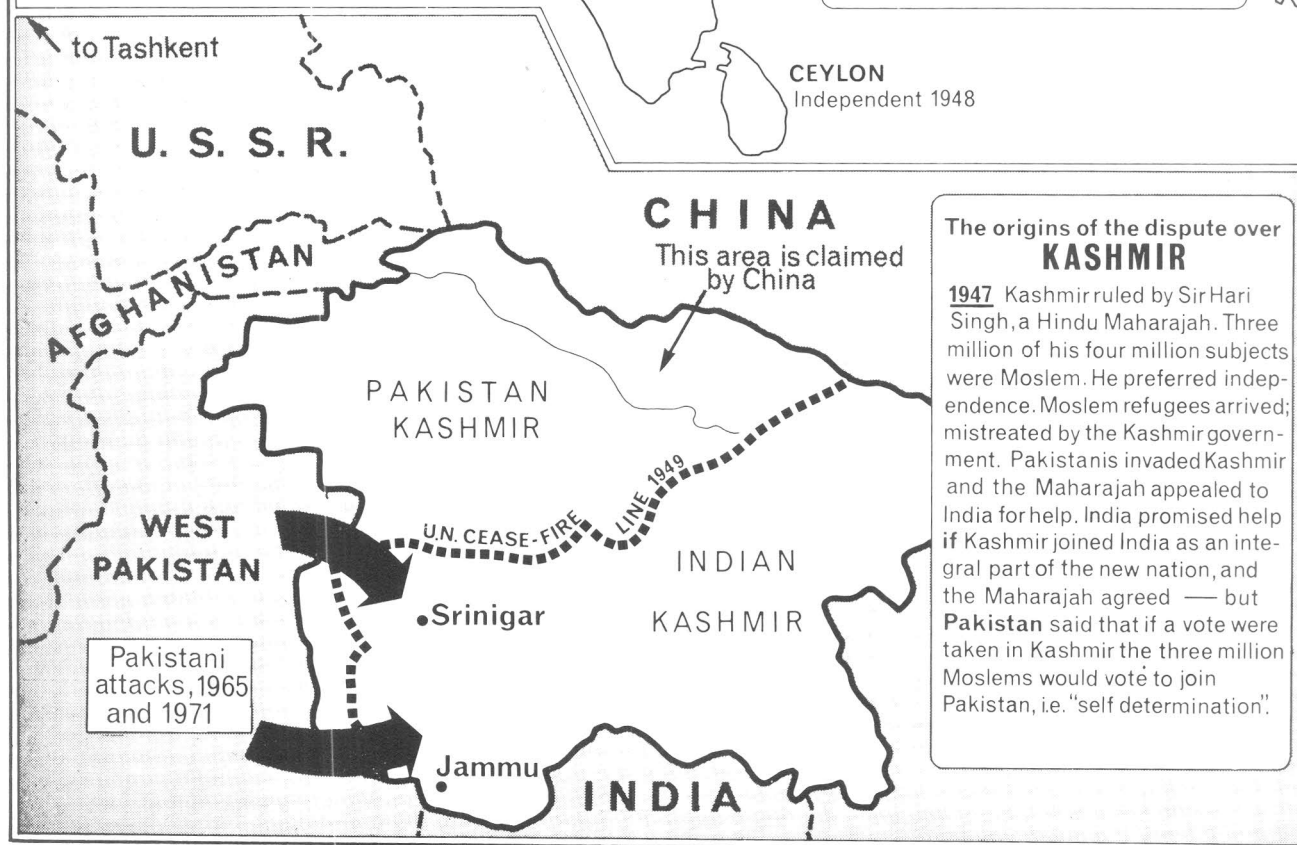 CEYLON
Independent 1948
to Tashkent
U. S. S. R.
CHINA
This area is claimed
by China
AFGHANISTAN
PAKISTAN
KASHMIR
U.N. CEASE-FIRE LINE 1949
WEST
PAKISTAN
INDIAN
KASHMIR
Srinigar
Pakistani
attacks, 1965
and 1971
Jammu
INDIA
The origins of the dispute over
KASHMIR
1947 Kashmir ruled by Sir Hari
Singh, a Hindu Maharajah. Three
million of his four million subjects
were Moslem. He preferred indep-
endence. Moslem refugees arrived;
mistreated by the Kashmir govern-
ment. Pakistanis invaded Kashmir
and the Maharajah appealed to
India for help. India promised help
if Kashmir joined India as an inte-
gral part of the new nation, and
the Maharajah agreed — but
Pakistan said that if a vote were
taken in Kashmir the three million
Moslems would vote to join
Pakistan, i.e. "self determination".